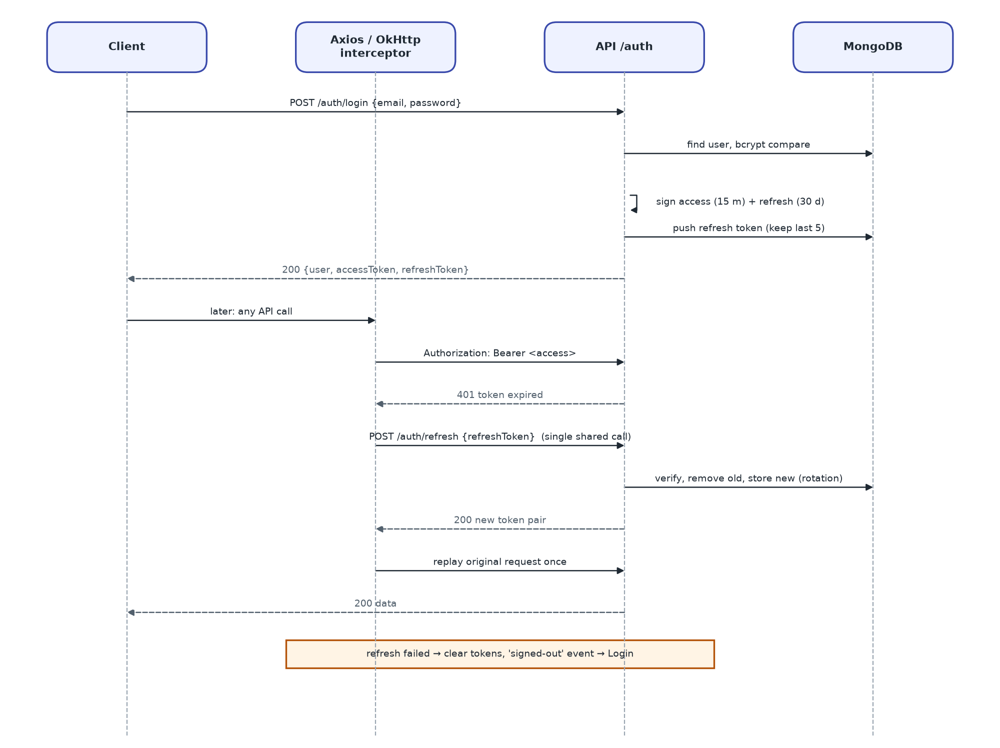 Client
Axios / OkHttp
interceptor
API /auth
MongoDB
POST /auth/login {email, password}
find user, bcrypt compare
sign access (15 m) + refresh (30 d)
push refresh token (keep last 5)
200 {user, accessToken, refreshToken}
later: any API call
Authorization: Bearer <access>
401 token expired
POST /auth/refresh {refreshToken}  (single shared call)
verify, remove old, store new (rotation)
200 new token pair
replay original request once
200 data
refresh failed → clear tokens, 'signed-out' event → Login